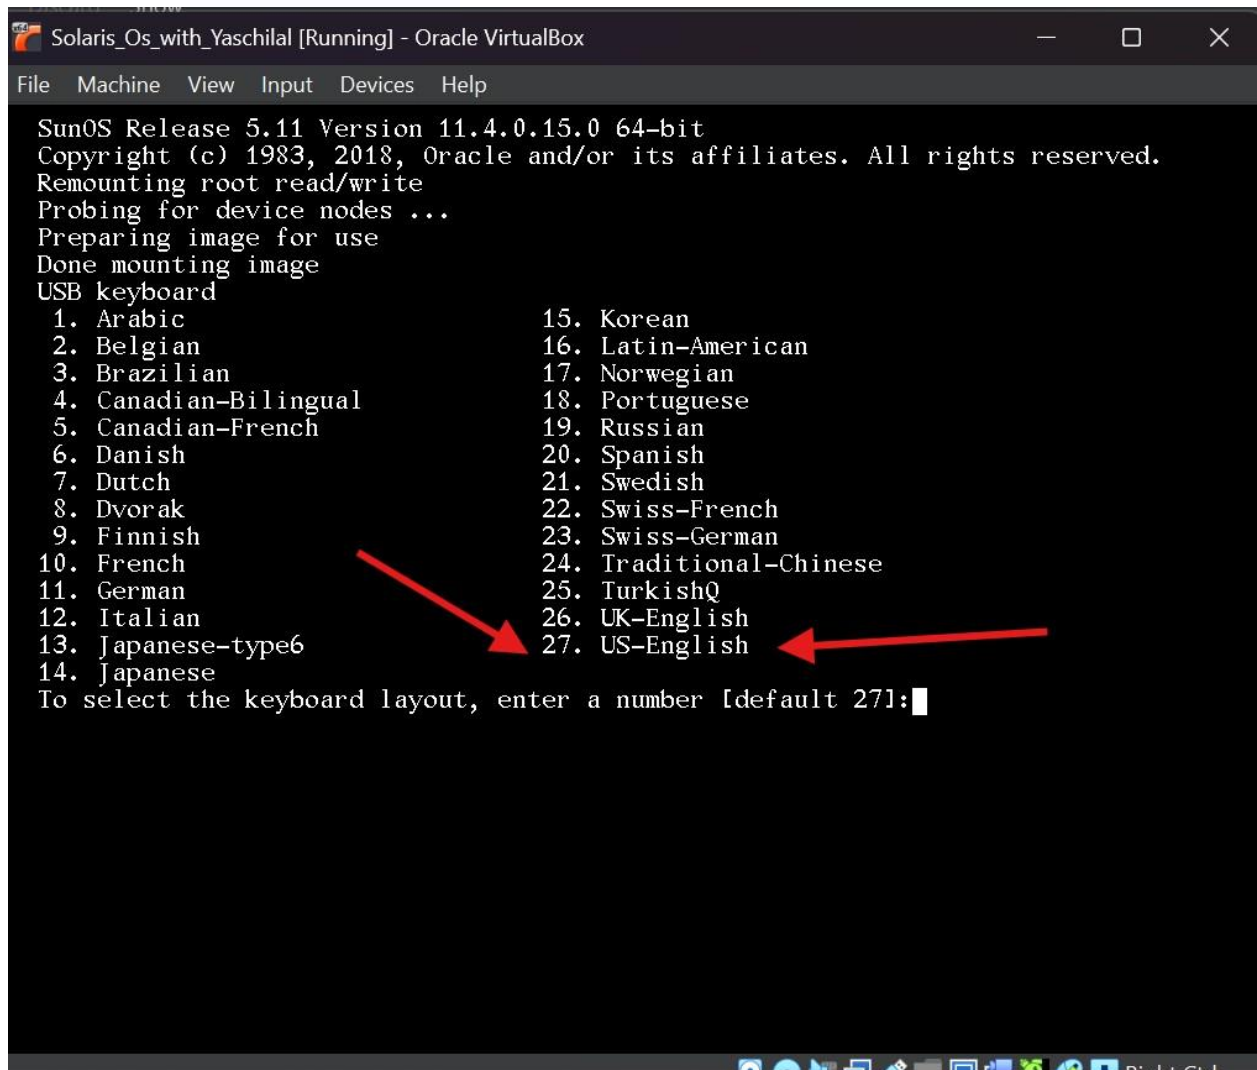 Solaris_Os_with_Yaschilal [Running] - Oracle VirtualBox
File Machine View Input Devices Help
SunOS Release 5.11 Version 11.4.0.15.0 64-bit
Copyright (c) 1983, 2018, Oracle and/or its affiliates. All rights reserved.
Remounting root read/write
Probing for device nodes ...
Preparing image for use
Done mounting image
USB keyboard
1. Arabic 15. Korean
2. Belgian 16. Latin-American
3. Brazilian 17. Norwegian
4. Canadian-Bilingual 18. Portuguese
5. Canadian-French 19. Russian
6. Danish 20. Spanish
7. Dutch 21. Swedish
8. Dvorak 22. Swiss-French
9. Finnish 23. Swiss-German
10. French 24. Traditional-Chinese
11. German 25. TurkishQ
12. Italian 26. UK-English
13. Japanese-type6 27. US-English
14. Japanese
To select the keyboard layout, enter a number [default 27]:
Right Ctrl